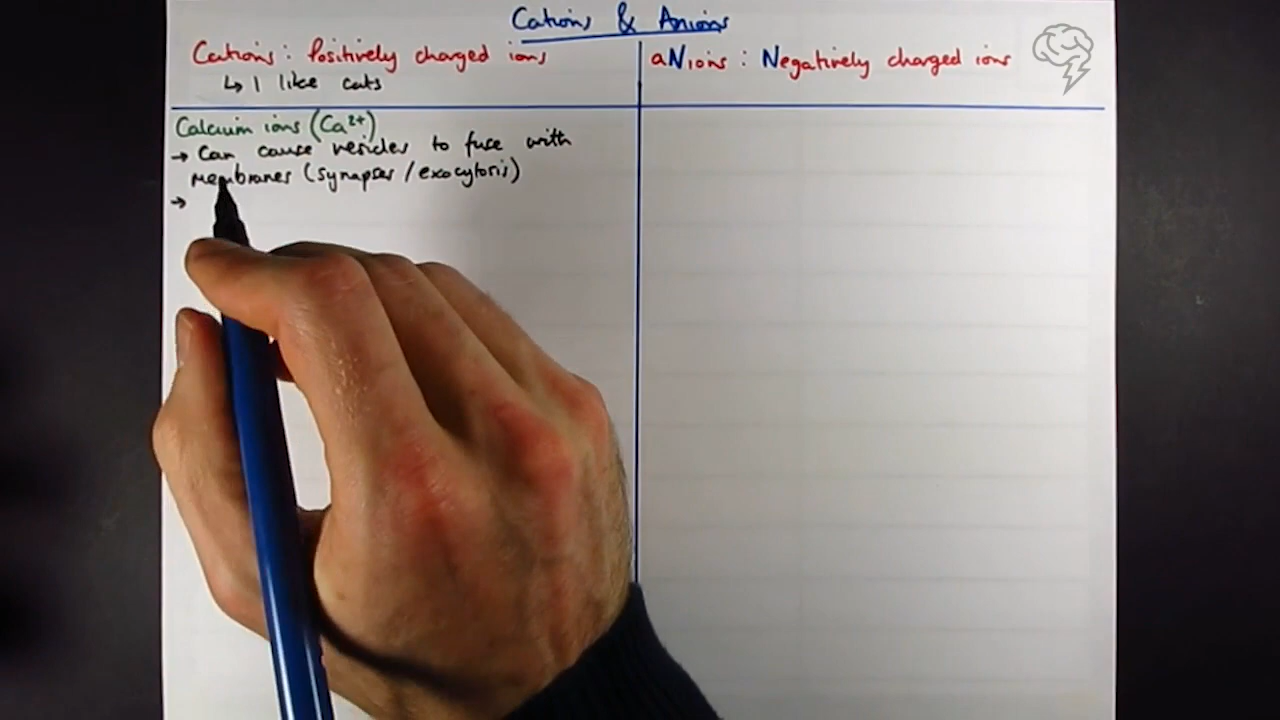 Cations & Anions
Cations : Positively charged ions
↳ I like cats
aNions : Negatively charged ions
Calcium ions (Ca²⁺)
→ Can cause vesicles to fuse with
membranes (synapses / exocytosis)
→